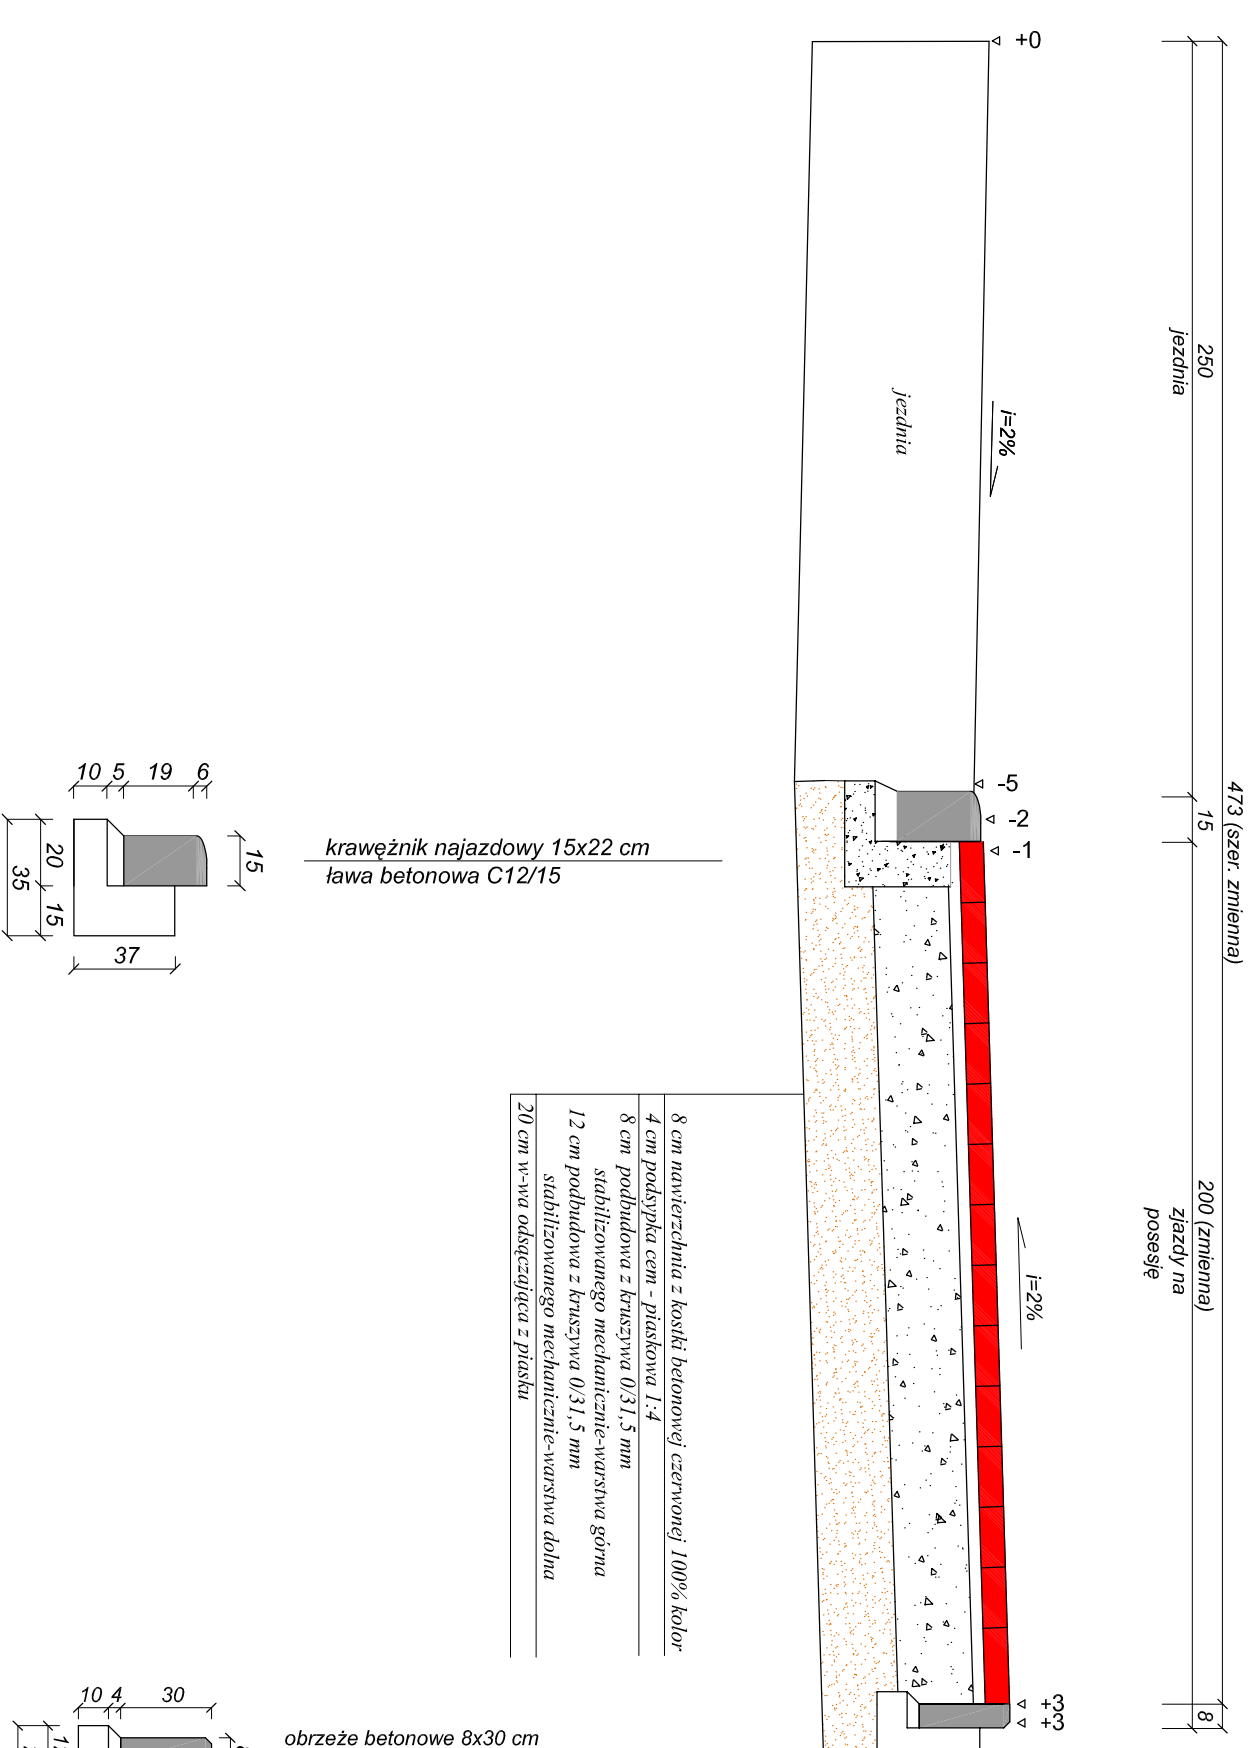 +0
473 (szer. zmienna)
250
jezdnia
15
200 (zmienna)
zjazdy na
posesję
8
i=2%
jezdnia
-5
-2
-1
i=2%
+3
+3
8 cm nawierzchnia z kostki betonowej czerwonej 100% kolor
4 cm podsypka cem - piaskowa 1:4
8 cm podbudowa z kruszywa 0/31,5 mm
stabilizowanego mechanicznie-warstwa górna
12 cm podbudowa z kruszywa 0/31,5 mm
stabilizowanego mechanicznie-warstwa dolna
20 cm w-wa odsączająca z piasku
10 5 19 6
15
20
15
35
37
krawężnik najazdowy 15x22 cm
ława betonowa C12/15
10 4 30
obrzeże betonowe 8x30 cm